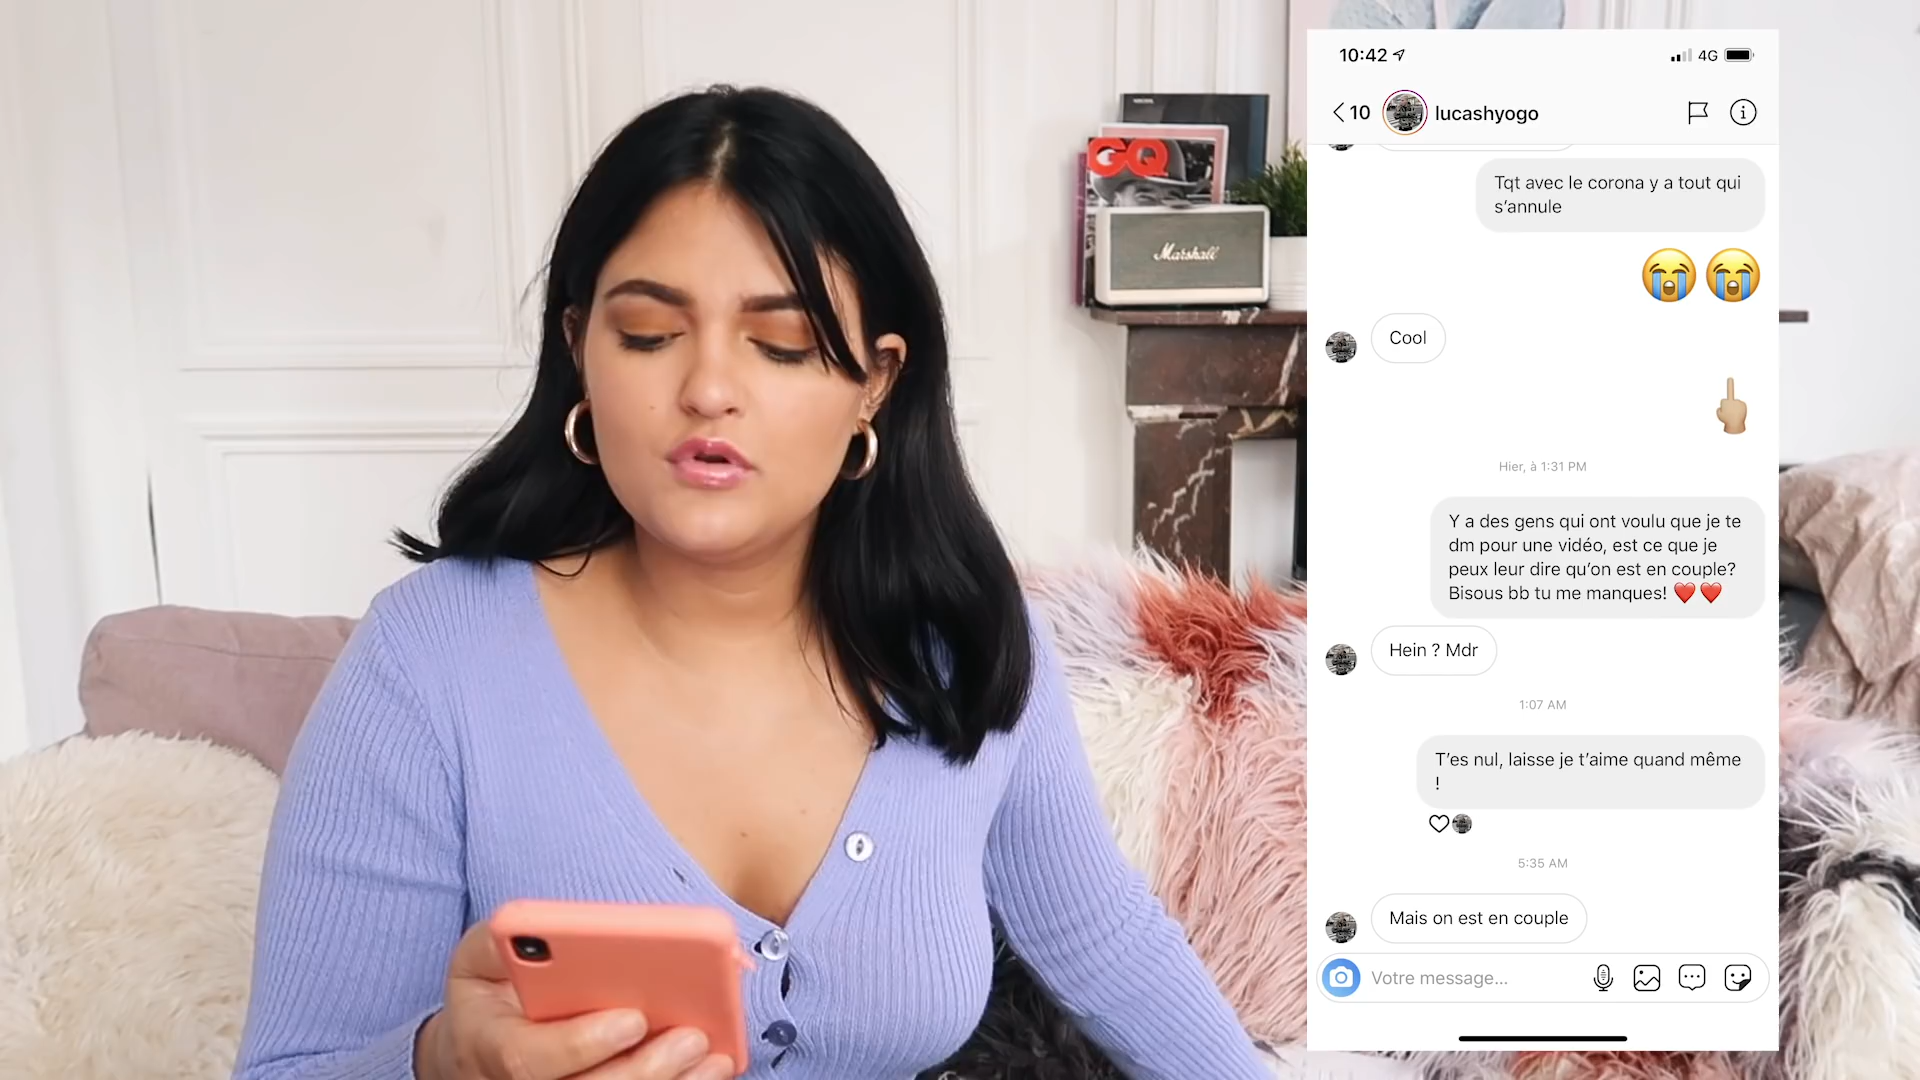 10:42
4G
10
lucashyogo
Tqt avec le corona y a tout qui
s’annule
Cool
Hier, à 1:31 PM
Y a des gens qui ont voulu que je te
dm pour une vidéo, est ce que je
peux leur dire qu’on est en couple?
Bisous bb tu me manques! ❤️❤️
Hein ? Mdr
1:07 AM
T’es nul, laisse je t’aime quand même
!
5:35 AM
Mais on est en couple
Votre message...
GQ
Marshall